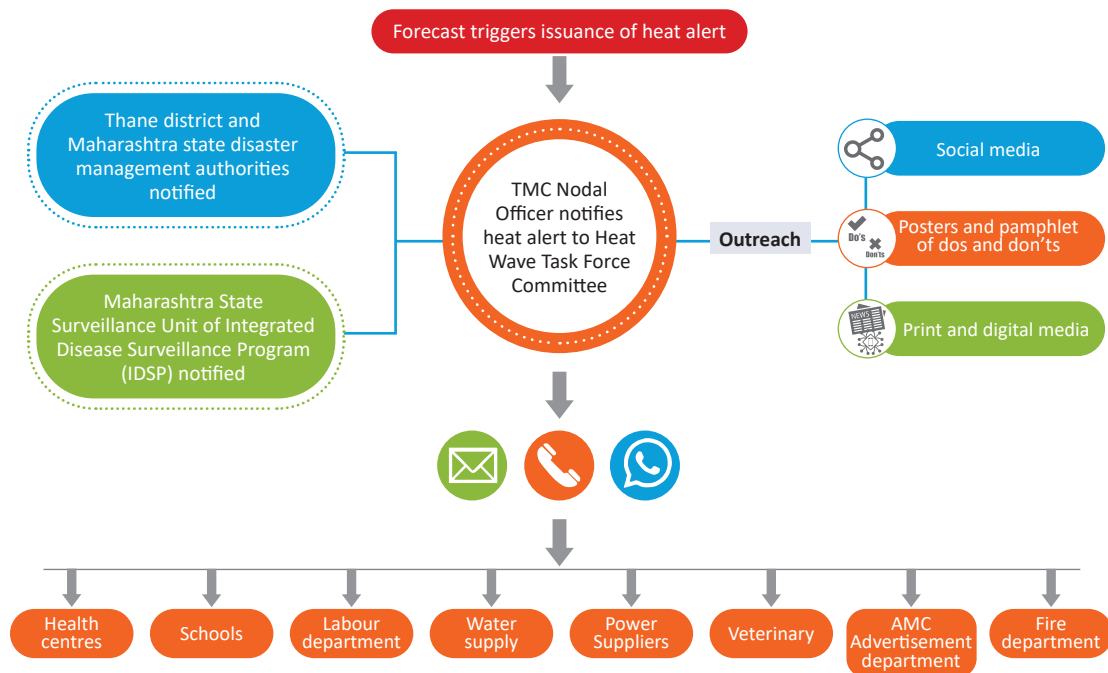 Forecast triggers issuance of heat alert
Thane district and
Maharashtra state disaster
management authorities
notified
Maharashtra State
Surveillance Unit of Integrated
Disease Surveillance Program
(IDSP) notified
TMC Nodal
Officer notifies
heat alert to Heat
Wave Task Force
Committee
Outreach
Social media
Do's
Don'ts
Posters and pamphlet
of dos and don'ts
NEWS
Print and digital media
Health
centres
Schools
Labour
department
Water
supply
Power
Suppliers
Veterinary
AMC
Advertisement
department
Fire
department